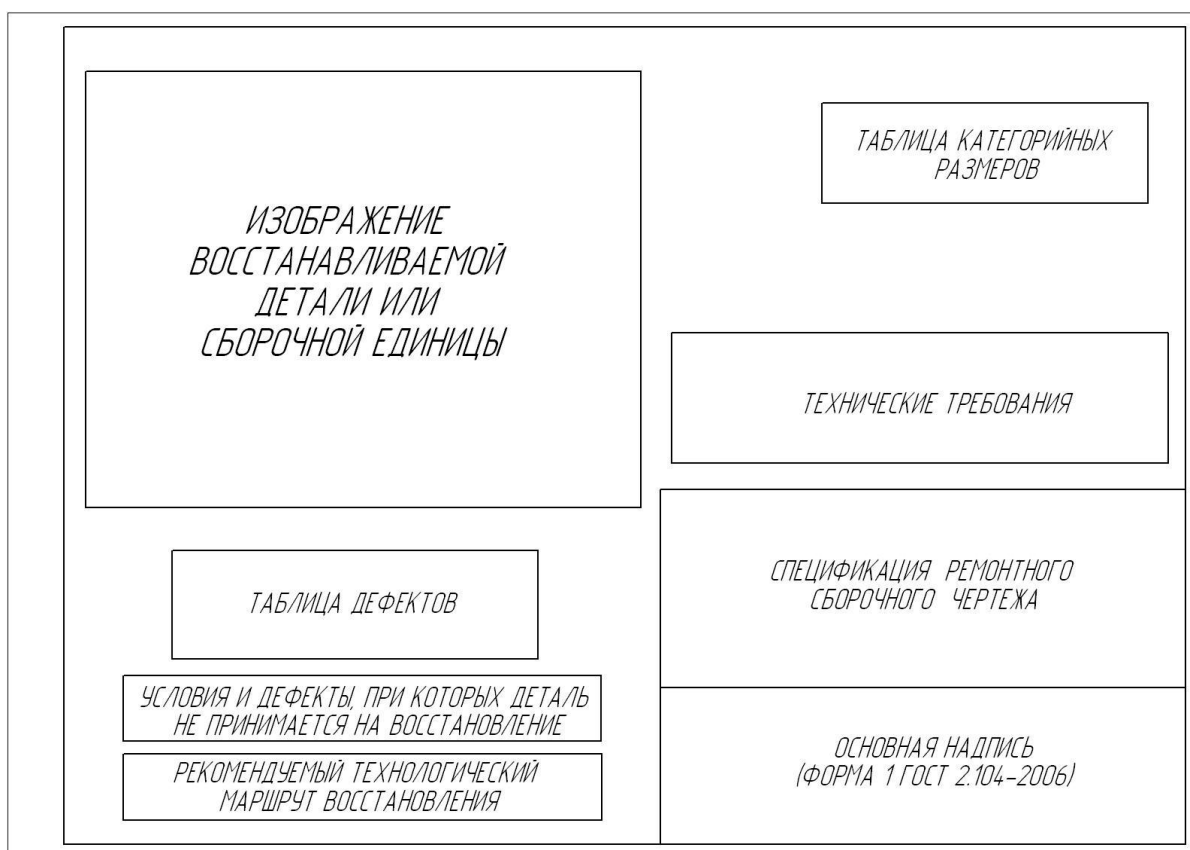 ИЗОБРАЖЕНИЕ
ВОССТАНАВЛИВАЕМОЙ
ДЕТАЛИ ИЛИ
СБОРОЧНОЙ ЕДИНИЦЫ
ТАБЛИЦА ДЕФЕКТОВ
УСЛОВИЯ И ДЕФЕКТЫ, ПРИ КОТОРЫХ ДЕТАЛЬ
НЕ ПРИНИМАЕТСЯ НА ВОССТАНОВЛЕНИЕ
РЕКОМЕНДУЕМЫЙ ТЕХНОЛОГИЧЕСКИЙ
МАРШРУТ ВОССТАНОВЛЕНИЯ
ТАБЛИЦА КАТЕГОРИЙНЫХ
РАЗМЕРОВ
ТЕХНИЧЕСКИЕ ТРЕБОВАНИЯ
СПЕЦИФИКАЦИЯ РЕМОНТНОГО
СБОРОЧНОГО ЧЕРТЕЖА
ОСНОВНАЯ НАДПИСЬ
(ФОРМА 1 ГОСТ 2.104-2006)